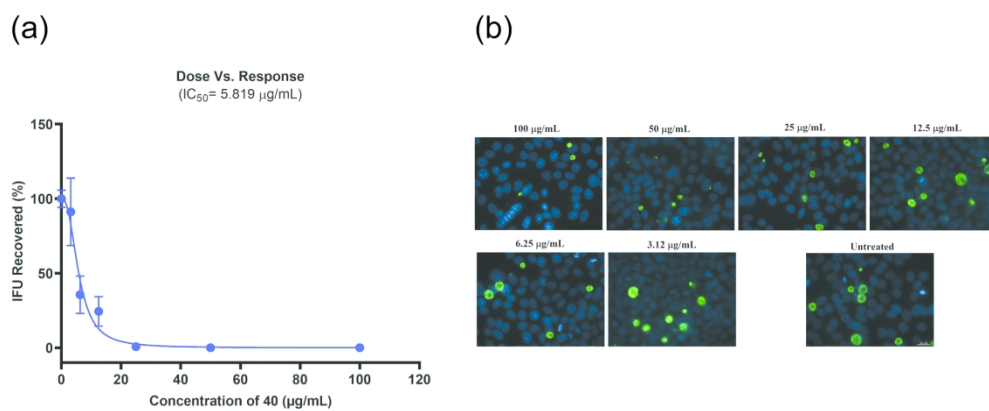 (a)
Dose Vs. Response
(IC50= 5.819 µg/mL)
IFU Recovered (%)
150
100
50
0
0 20 40 60 80 100 120
Concentration of 40 (µg/mL)
(b)
100 µg/mL 50 µg/mL 25 µg/mL 12.5 µg/mL
6.25 µg/mL 3.12 µg/mL Untreated